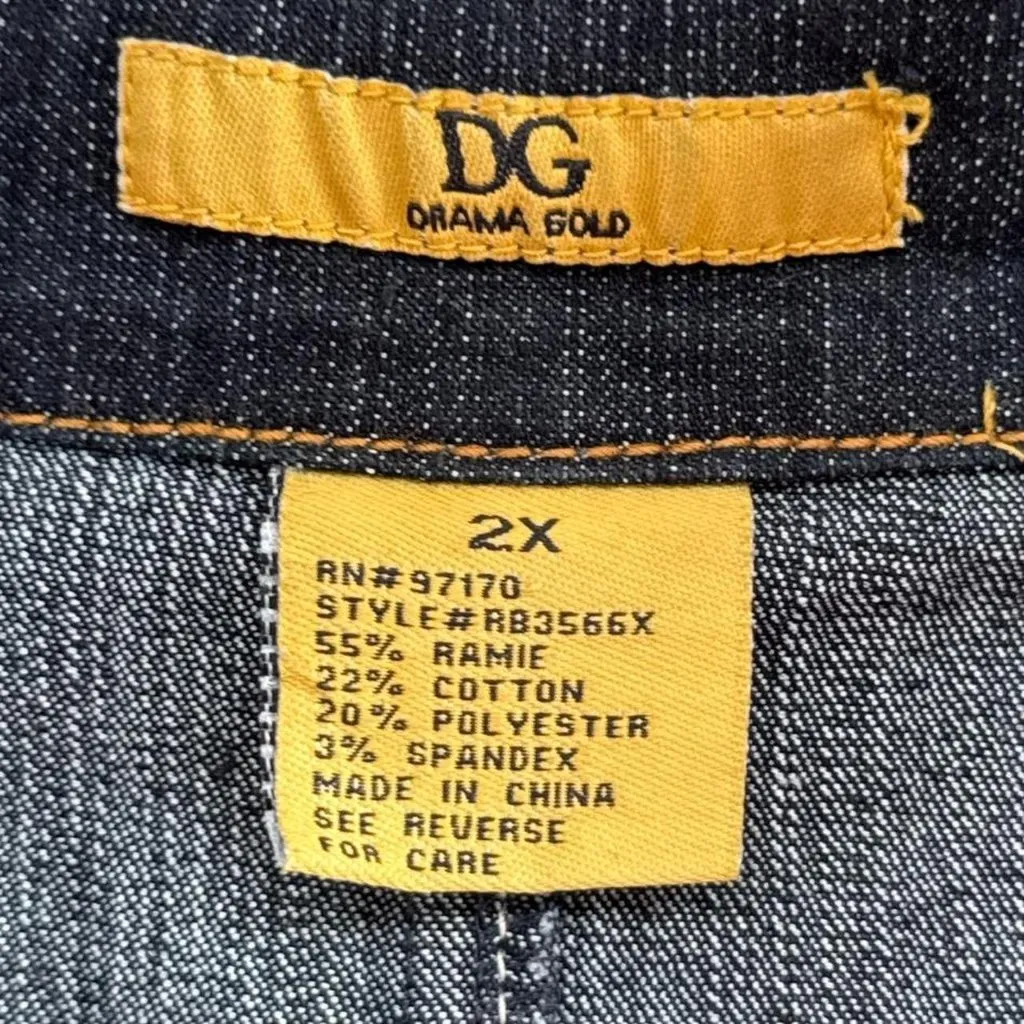 DG
DRAMA GOLD
2X
RN#97170
STYLE#RB3566X
55% RAMIE
22% COTTON
20% POLYESTER
3% SPANDEX
MADE IN CHINA
SEE REVERSE
FOR CARE